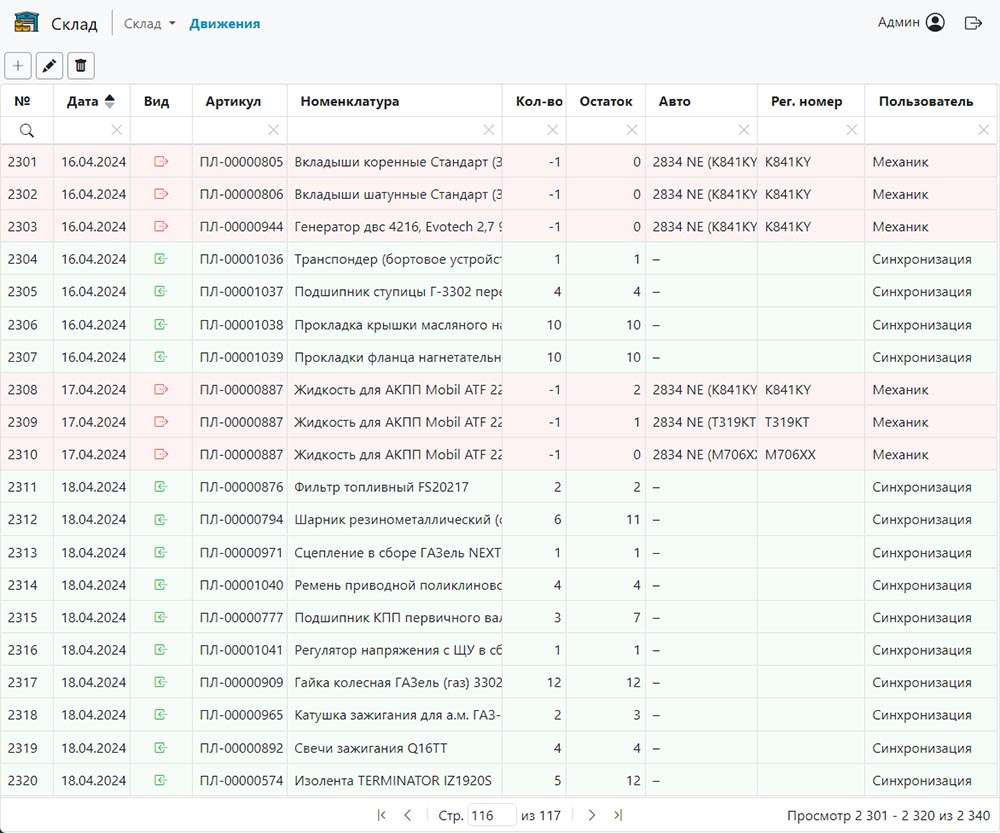 Склад Склад Движения Админ
№ Дата Вид Артикул Номенклатура Кол-во Остаток Авто Рег. номер Пользователь
2301 16.04.2024 ПЛ-00000805 Вкладыши коренные Стандарт (З -1 0 2834 NE (K841KY K841KY Механик
2302 16.04.2024 ПЛ-00000806 Вкладыши шатунные Стандарт (З -1 0 2834 NE (K841KY K841KY Механик
2303 16.04.2024 ПЛ-00000944 Генератор двс 4216, Evotech 2,7 9 -1 0 2834 NE (K841KY K841KY Механик
2304 16.04.2024 ПЛ-00001036 Транспондер (бортовое устройст 1 1 –  Синхронизация
2305 16.04.2024 ПЛ-00001037 Подшипник ступицы Г-3302 пере 4 4 – Синхронизация
2306 16.04.2024 ПЛ-00001038 Прокладка крышки масляного на 10 10 – Синхронизация
2307 16.04.2024 ПЛ-00001039 Прокладки фланца нагнетательн 10 10 – Синхронизация
2308 17.04.2024 ПЛ-00000887 Жидкость для АКПП Mobil ATF 22 -1 2 2834 NE (K841KY K841KY Механик
2309 17.04.2024 ПЛ-00000887 Жидкость для АКПП Mobil ATF 22 -1 1 2834 NE (T319KT T319KT Механик
2310 17.04.2024 ПЛ-00000887 Жидкость для АКПП Mobil ATF 22 -1 0 2834 NE (M706XX M706XX Механик
2311 18.04.2024 ПЛ-00000876 Фильтр топливный FS20217 2 2 – Синхронизация
2312 18.04.2024 ПЛ-00000794 Шарник резинометаллический (с 6 11 – Синхронизация
2313 18.04.2024 ПЛ-00000971 Сцепление в сборе ГАЗель NEXT 1 1 – Синхронизация
2314 18.04.2024 ПЛ-00001040 Ремень приводной поликлиново 4 4 – Синхронизация
2315 18.04.2024 ПЛ-00000777 Подшипник КПП первичного вал 3 7 – Синхронизация
2316 18.04.2024 ПЛ-00001041 Регулятор напряжения с ЩУ в сб 1 1 – Синхронизация
2317 18.04.2024 ПЛ-00000909 Гайка колесная ГАЗель (газ) 3302 12 12 – Синхронизация
2318 18.04.2024 ПЛ-00000965 Катушка зажигания для а.м. ГАЗ- 2 3 – Синхронизация
2319 18.04.2024 ПЛ-00000892 Свечи зажигания Q16TT 4 4 – Синхронизация
2320 18.04.2024 ПЛ-00000574 Изолента TERMINATOR IZ1920S 5 12 – Синхронизация
Стр. 116 из 117 Просмотр 2 301 - 2 320 из 2 340